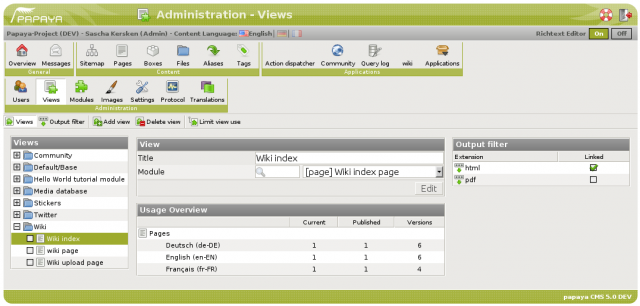 PAPAYA
Administration - Views
Papaya-Project (DEV) - Sascha Kersken (Admin) - Content Language: English
Richtext Editor On Off
Overview Messages Sitemap Pages Boxes Files Aliases Tags Action dispatcher Community Query log wiki Applications
General Content Applications
Users Views Modules Images Settings Protocol Translations
Administration
Views Output filter Add view Delete view Limit view use
Views
Community
Default/Base
Hello World tutorial module
Media database
Stickers
Twitter
Wiki
Wiki index
wiki page
Wiki upload page
View
Title Wiki index
Module [page] Wiki index page
Edit
Usage Overview
Current Published Versions
Pages
Deutsch (de-DE) 1 1 6
English (en-EN) 1 1 6
Français (fr-FR) 1 1 4
Output filter
Extension Linked
html
pdf
papaya CMS 5.0 DEV